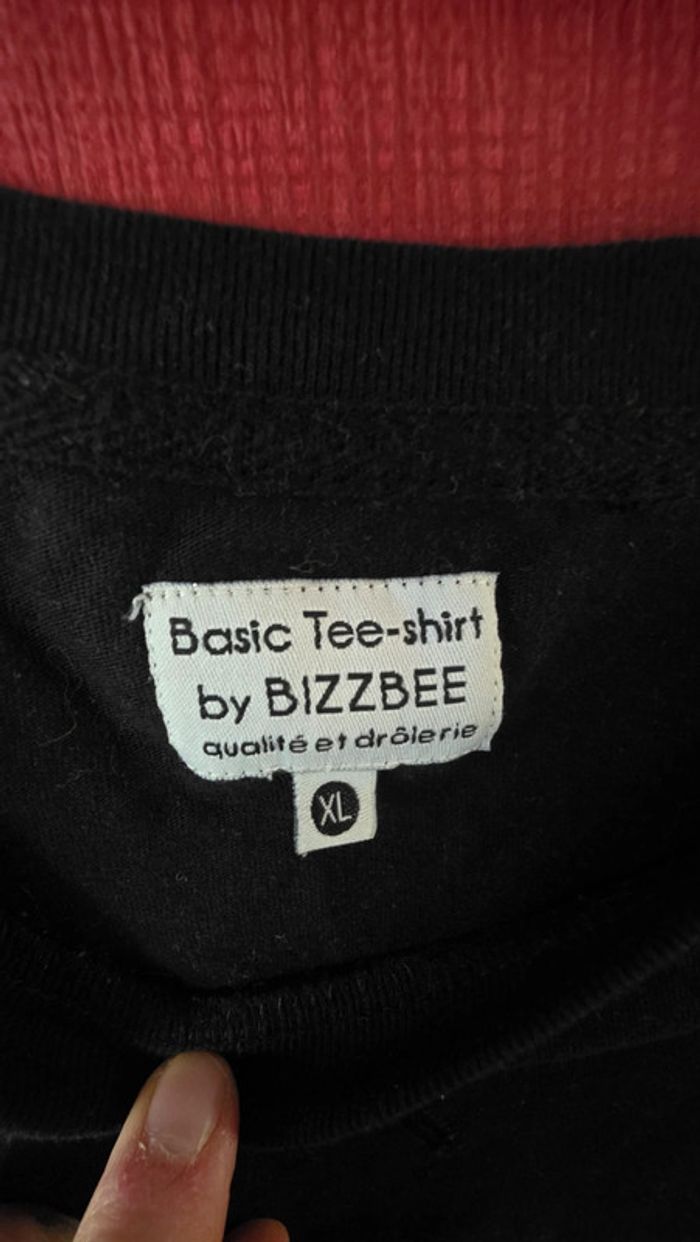 Basic Tee-shirt
by BIZZBEE
qualité et drôlerie
XL